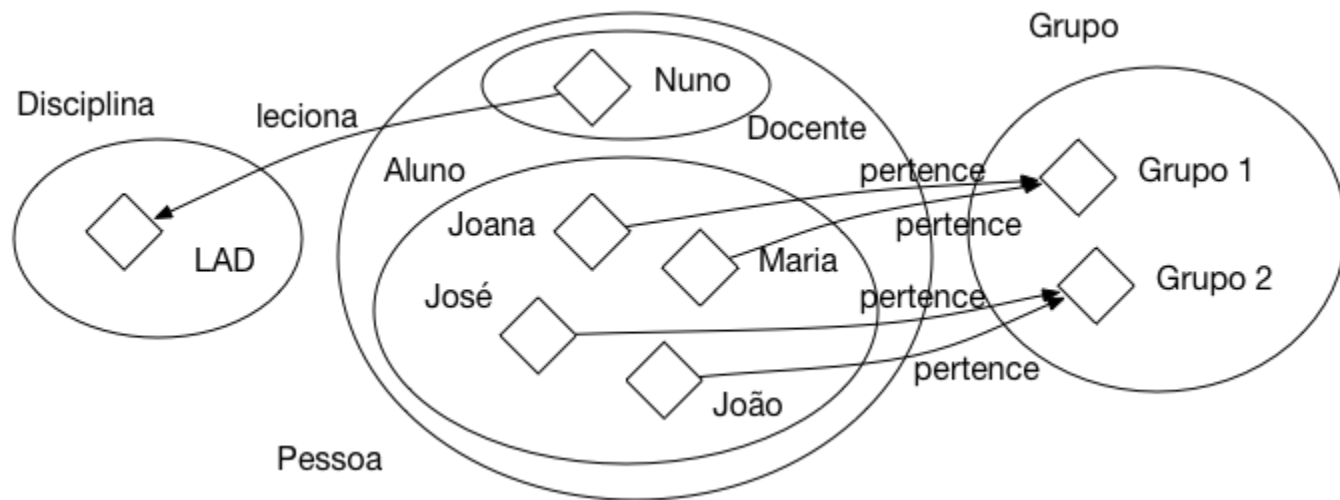 Grupo
Nuno
Disciplina
leciona
Docente
Aluno
pertence
Grupo 1
Joana
pertence
LAD
Maria
José
pertence
Grupo 2
pertence
João
Pessoa